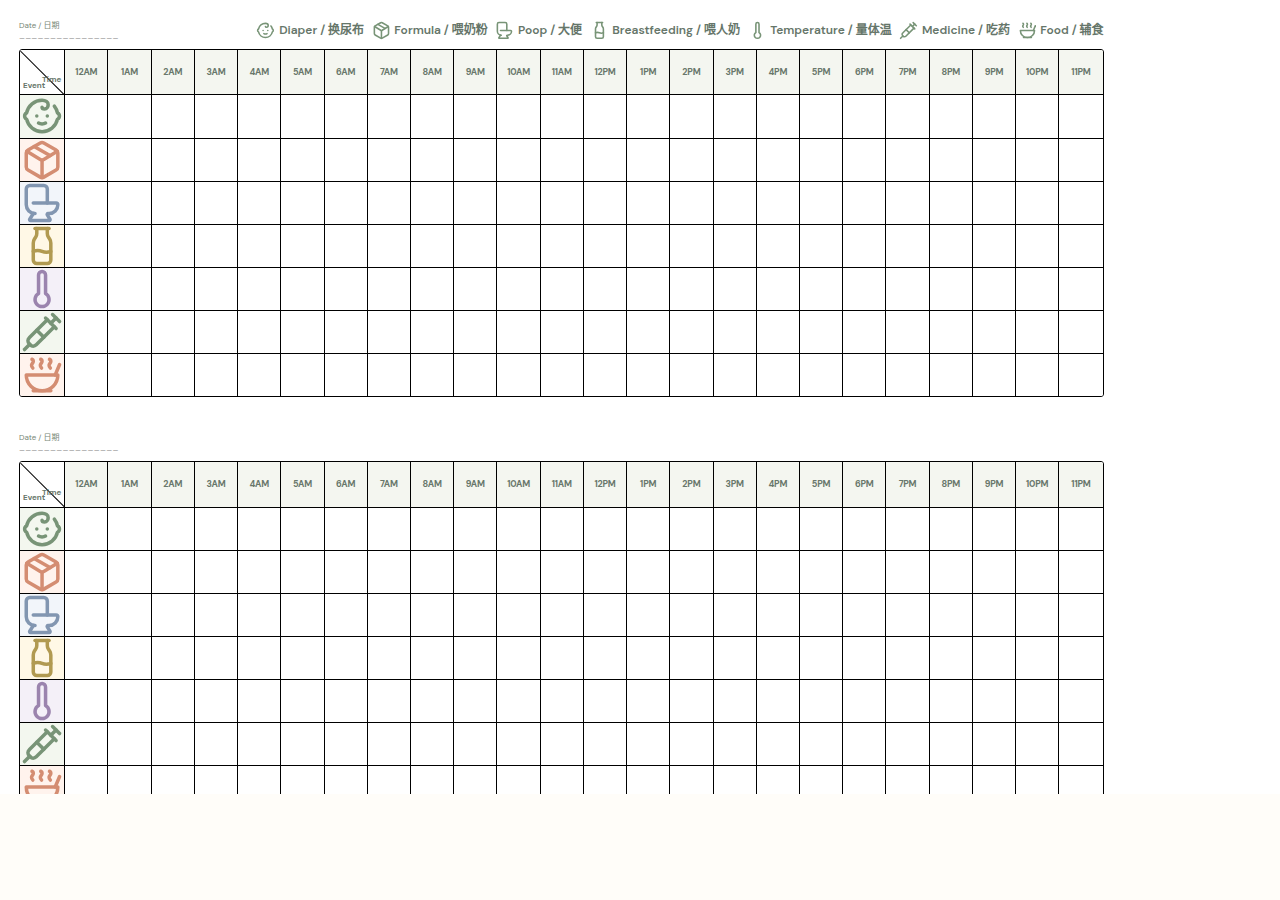 Date / 日期
________________
Diaper / 换尿布 Formula / 喂奶粉 Poop / 大便 Breastfeeding / 喂人奶 Temperature / 量体温 Medicine / 吃药 Food / 辅食
Time
Event
12AM 1AM 2AM 3AM 4AM 5AM 6AM 7AM 8AM 9AM 10AM 11AM 12PM 1PM 2PM 3PM 4PM 5PM 6PM 7PM 8PM 9PM 10PM 11PM
Date / 日期
________________
Time
Event
12AM 1AM 2AM 3AM 4AM 5AM 6AM 7AM 8AM 9AM 10AM 11AM 12PM 1PM 2PM 3PM 4PM 5PM 6PM 7PM 8PM 9PM 10PM 11PM